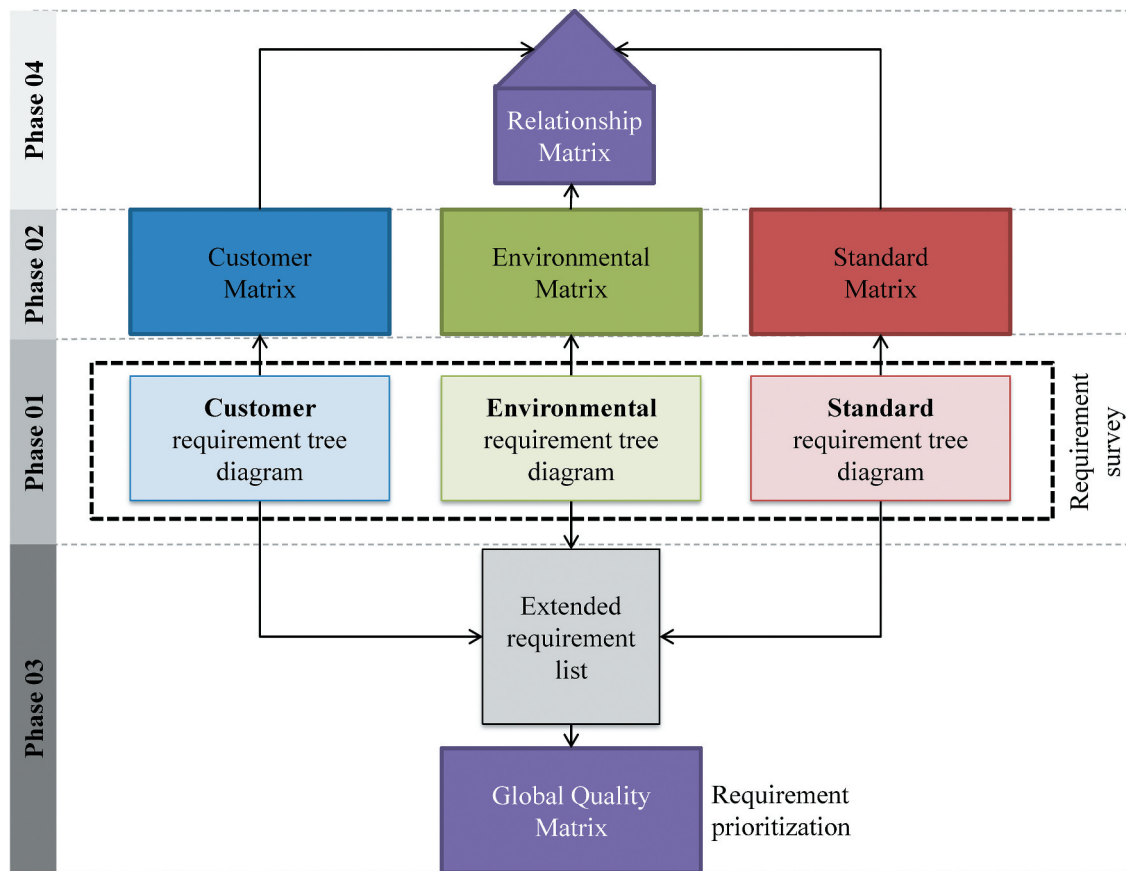 Phase 04
Relationship
Matrix
Phase 02
Customer
Matrix
Environmental
Matrix
Standard
Matrix
Phase 01
Customer
requirement tree
diagram
Environmental
requirement tree
diagram
Standard
requirement tree
diagram
Requirement
survey
Phase 03
Extended
requirement
list
Global Quality
Matrix
Requirement
prioritization